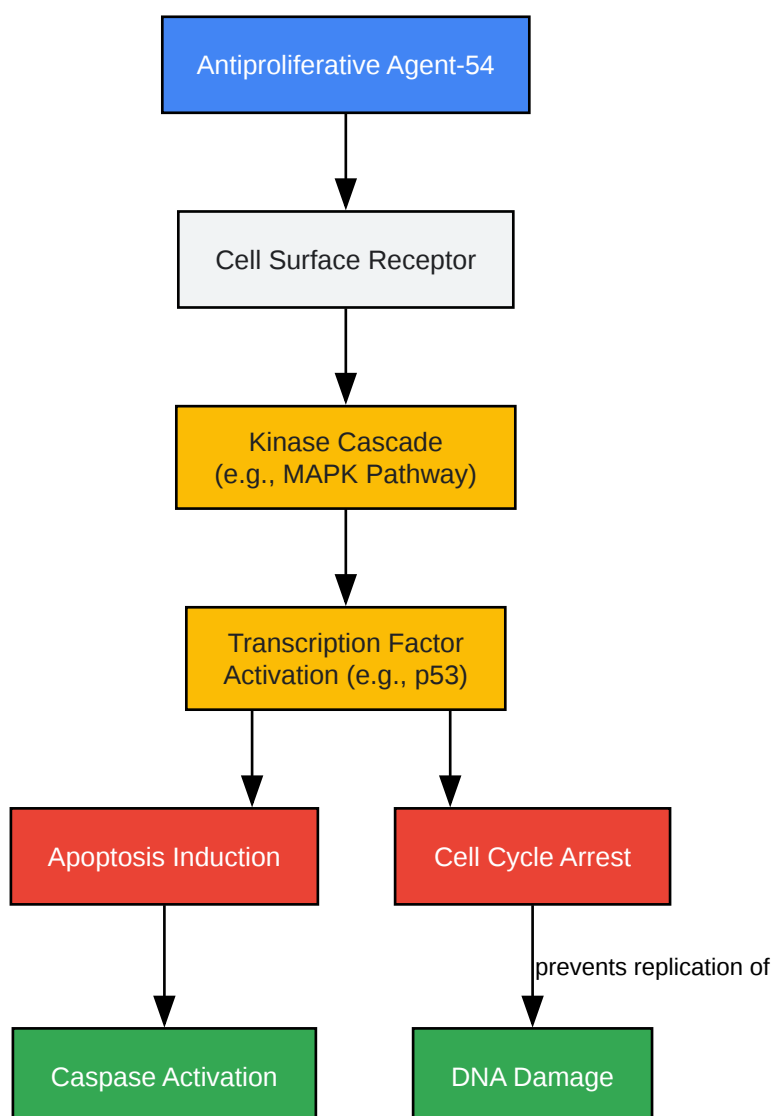 Antiproliferative Agent-54
Cell Surface Receptor
Kinase Cascade
(e.g., MAPK Pathway)
Transcription Factor
Activation (e.g., p53)
Apoptosis Induction
Cell Cycle Arrest
prevents replication of
Caspase Activation
DNA Damage